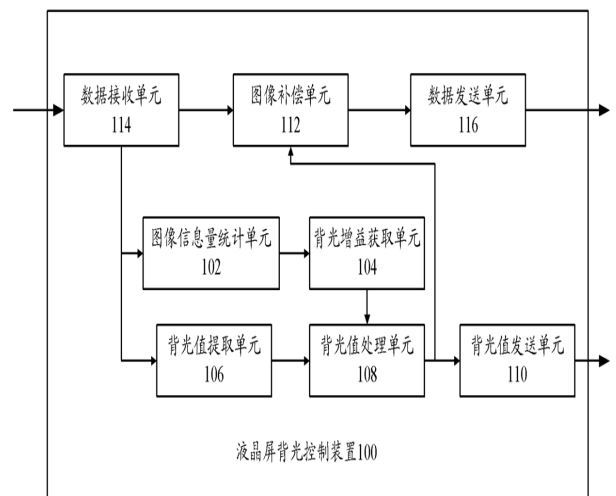 数据接收单元
114
图像补偿单元
112
数据发送单元
116
图像信息量统计单元
102
背光增益获取单元
104
背光值提取单元
106
背光值处理单元
108
背光值发送单元
110
液晶屏背光控制装置100